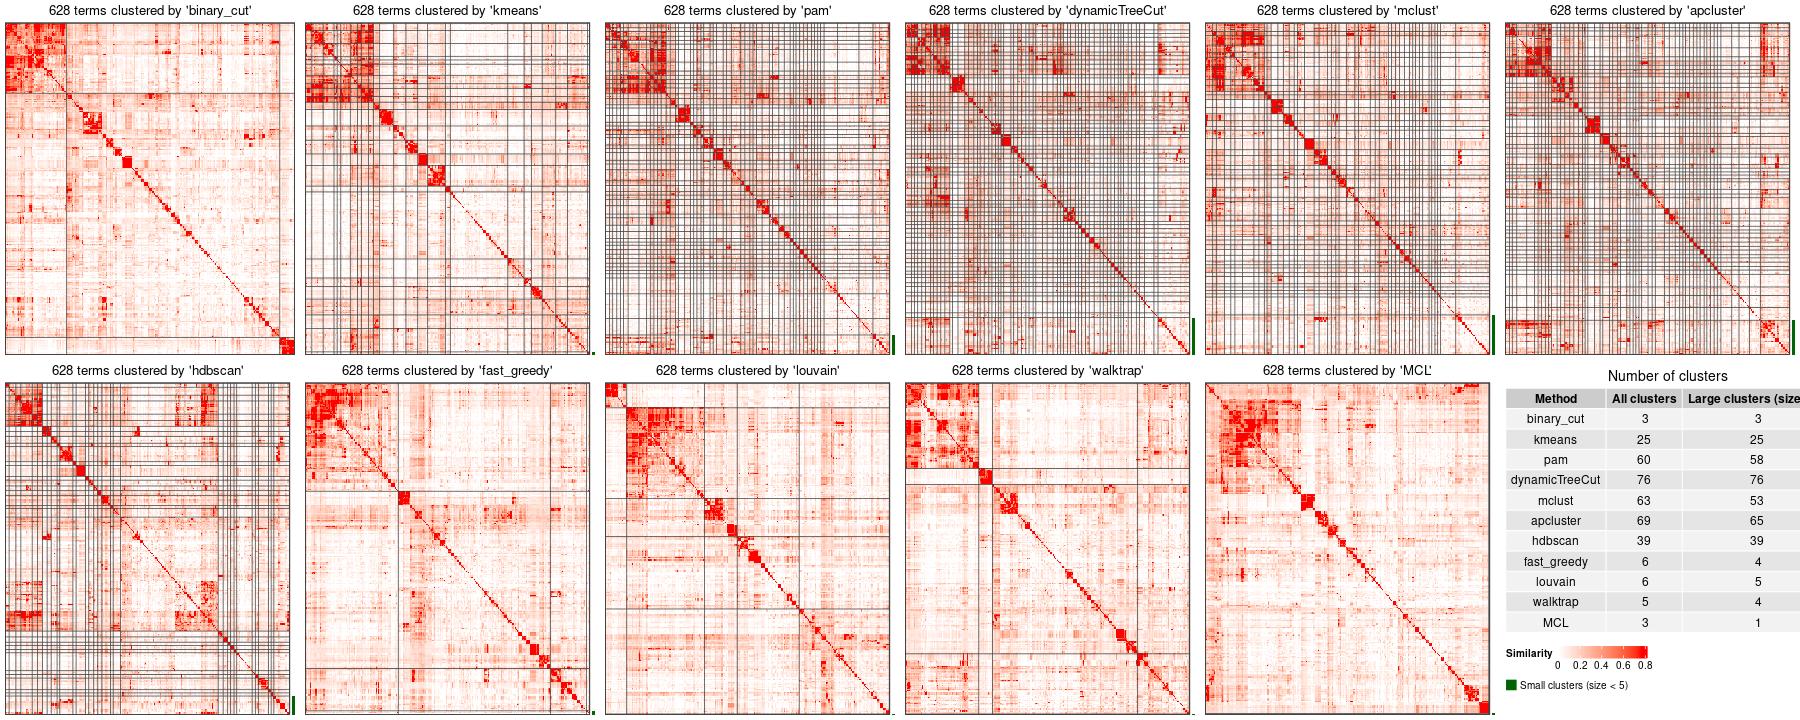 628 terms clustered by 'binary_cut'
628 terms clustered by 'kmeans'
628 terms clustered by 'pam'
628 terms clustered by 'dynamicTreeCut'
628 terms clustered by 'mclust'
628 terms clustered by 'apcluster'
628 terms clustered by 'hdbscan'
628 terms clustered by 'fast_greedy'
628 terms clustered by 'louvain'
628 terms clustered by 'walktrap'
628 terms clustered by 'MCL'
Number of clusters
Method All clusters Large clusters (size
binary_cut 3 3
kmeans 25 25
pam 60 58
dynamicTreeCut 76 76
mclust 63 53
apcluster 69 65
hdbscan 39 39
fast_greedy 6 4
louvain 6 5
walktrap 5 4
MCL 3 1
Similarity
0 0.2 0.4 0.6 0.8
Small clusters (size < 5)